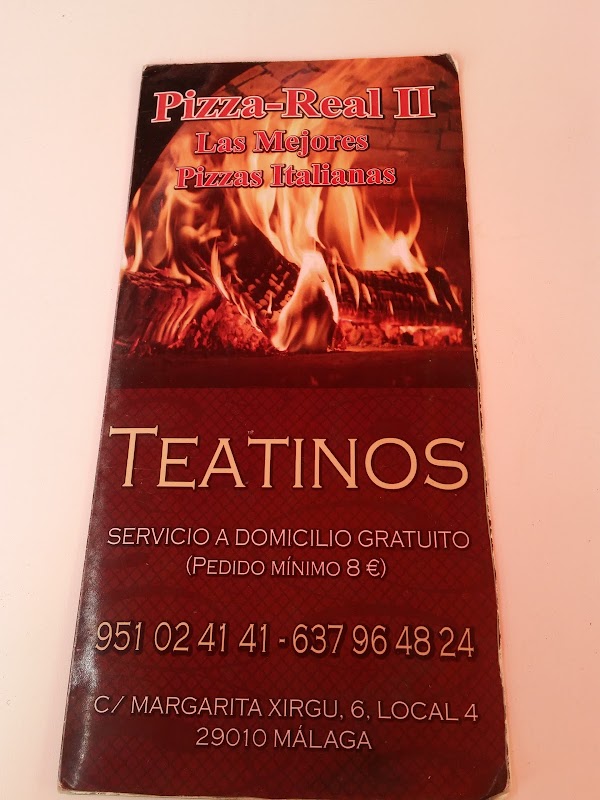 Pizza-Real II
Las Mejores
Pizzas Italianas
TEATINOS
SERVICIO A DOMICILIO GRATUITO
(PEDIDO MÍNIMO 8 €)
951 02 41 41 - 637 96 48 24
C/ MARGARITA XIRGU, 6, LOCAL 4
29010 MÁLAGA